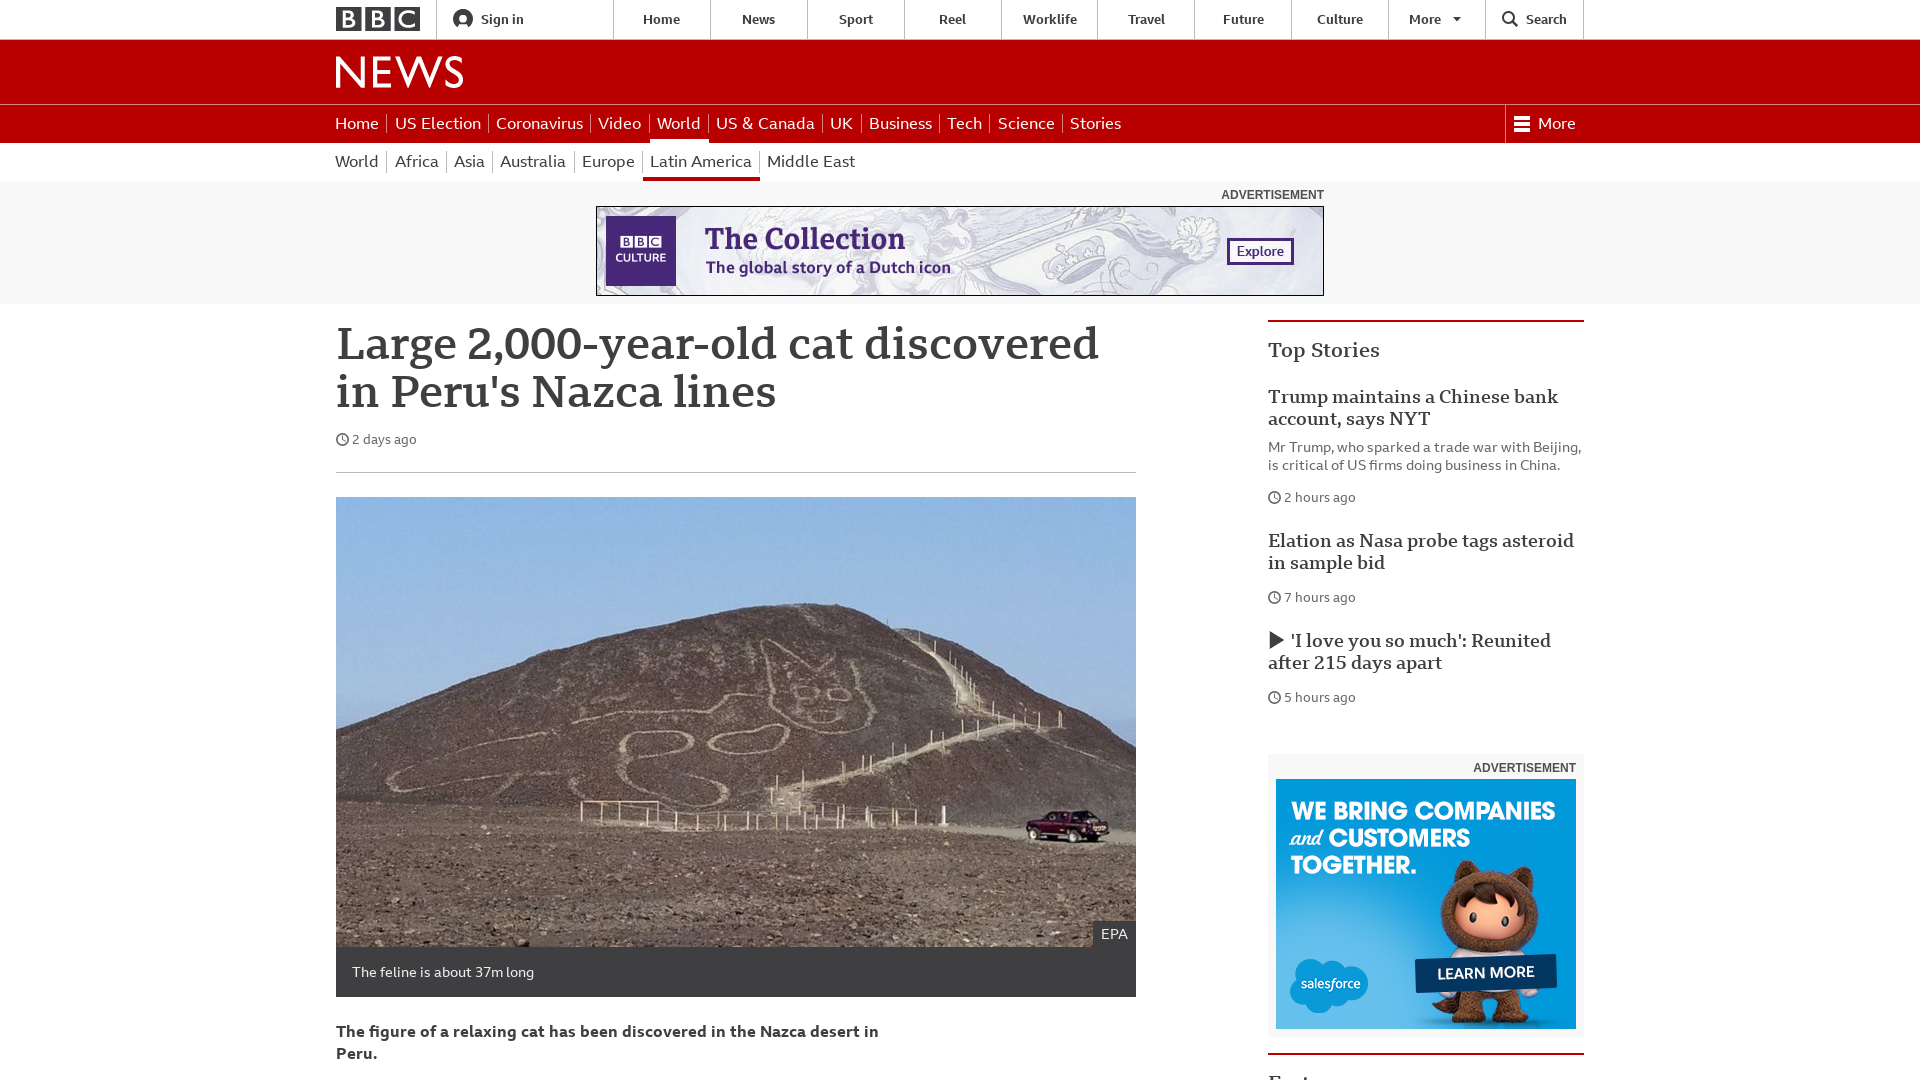 BBC
Sign in
Home
News
Sport
Reel
Worklife
Travel
Future
Culture
More
Search
NEWS
Home
US Election
Coronavirus
Video
World
US & Canada
UK
Business
Tech
Science
Stories
More
World
Africa
Asia
Australia
Europe
Latin America
Middle East
ADVERTISEMENT
BBC
CULTURE
The Collection
The global story of a Dutch icon
Explore
Large 2,000-year-old cat discovered
in Peru's Nazca lines
2 days ago
EPA
The feline is about 37m long
The figure of a relaxing cat has been discovered in the Nazca desert in
Peru.
Top Stories
Trump maintains a Chinese bank
account, says NYT
Mr Trump, who sparked a trade war with Beijing,
is critical of US firms doing business in China.
2 hours ago
Elation as Nasa probe tags asteroid
in sample bid
7 hours ago
'I love you so much': Reunited
after 215 days apart
5 hours ago
ADVERTISEMENT
WE BRING COMPANIES
and CUSTOMERS
TOGETHER.
LEARN MORE
salesforce